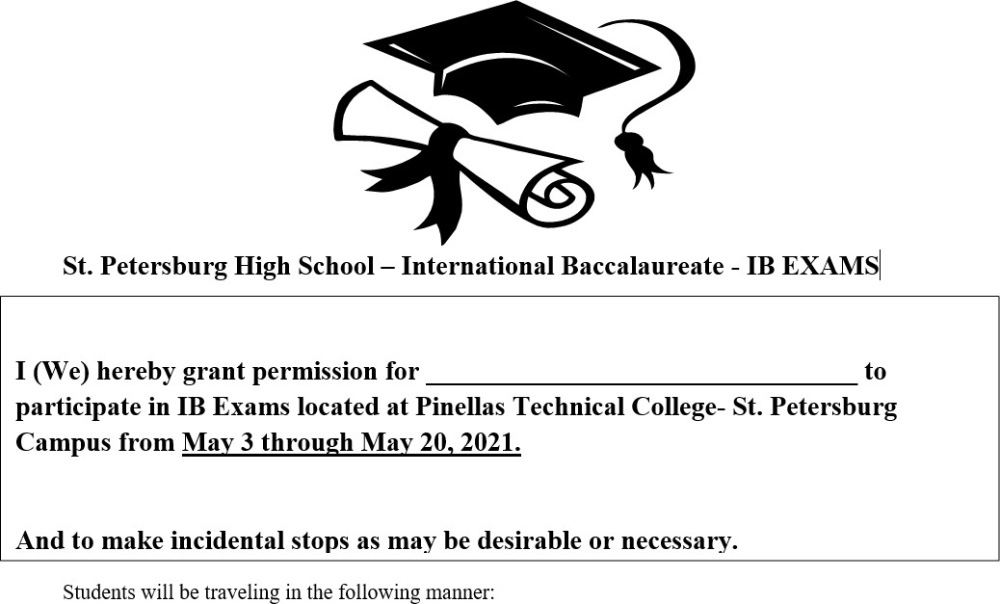 St. Petersburg High School – International Baccalaureate - IB EXAMS
I (We) hereby grant permission for ________________________________ to
participate in IB Exams located at Pinellas Technical College- St. Petersburg
Campus from May 3 through May 20, 2021.
And to make incidental stops as may be desirable or necessary.
Students will be traveling in the following manner: